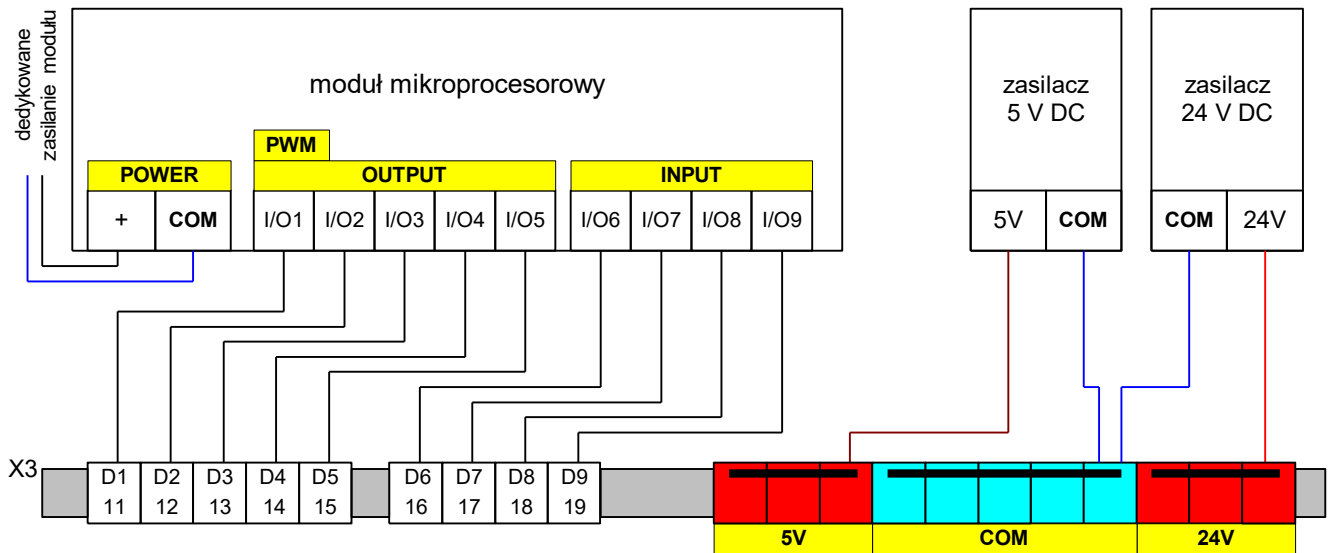 dedykowane
zasilanie modułu
moduł mikroprocesorowy
zasilacz
5 V DC
zasilacz
24 V DC
PWM
POWER OUTPUT INPUT
+ COM I/O1 I/O2 I/O3 I/O4 I/O5 I/O6 I/O7 I/O8 I/O9 5V COM COM 24V
X3 D1 D2 D3 D4 D5 D6 D7 D8 D9
11 12 13 14 15 16 17 18 19
5V COM 24V